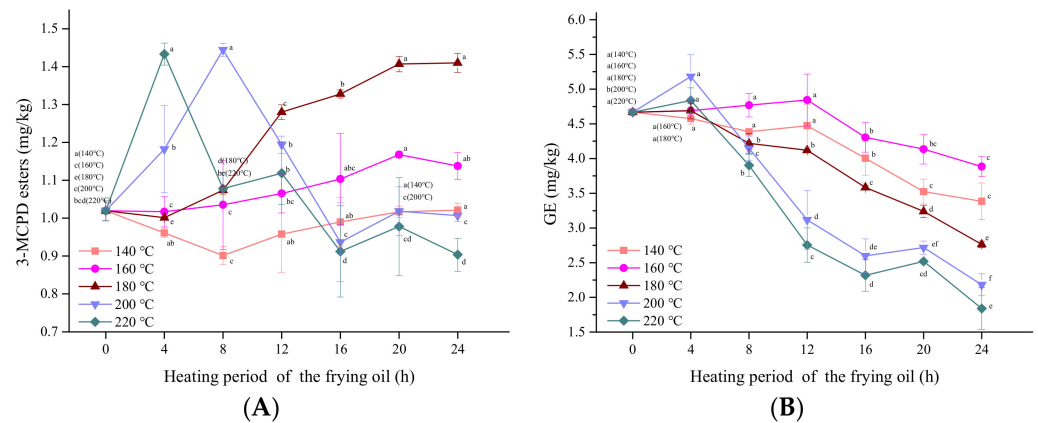 1.5
1.4
1.3
1.2
1.1
1.0
0.9
0.8
0.7
3-MCPD esters (mg/kg)
a(140℃)
c(160℃)
e(180℃)
c(200℃)
bcd(220℃)
a
b
c
e
ab
a
d(180℃)
bc(220℃)
c
c
c
b
b
c
ab
b
abc
ab
c
d
a
b
a(140℃)
c(200℃)
cd
a
ab
a
c
d
140 ℃
160 ℃
180 ℃
200 ℃
220 ℃
0 4 8 12 16 20 24
Heating period of the frying oil (h)
(A)
6.0
5.5
5.0
4.5
4.0
3.5
3.0
2.5
2.0
1.5
GE (mg/kg)
a(140℃)
a(160℃)
a(180℃)
b(200℃)
a(220℃)
a
a
a
a(160℃)
a(180℃)
a
a
b
c
b
a
a
b
d
c
b
b
c
de
d
bc
b
d
ef
cd
c
c
e
f
e
140 ℃
160 ℃
180 ℃
200 ℃
220 ℃
0 4 8 12 16 20 24
Heating period of the frying oil (h)
(B)